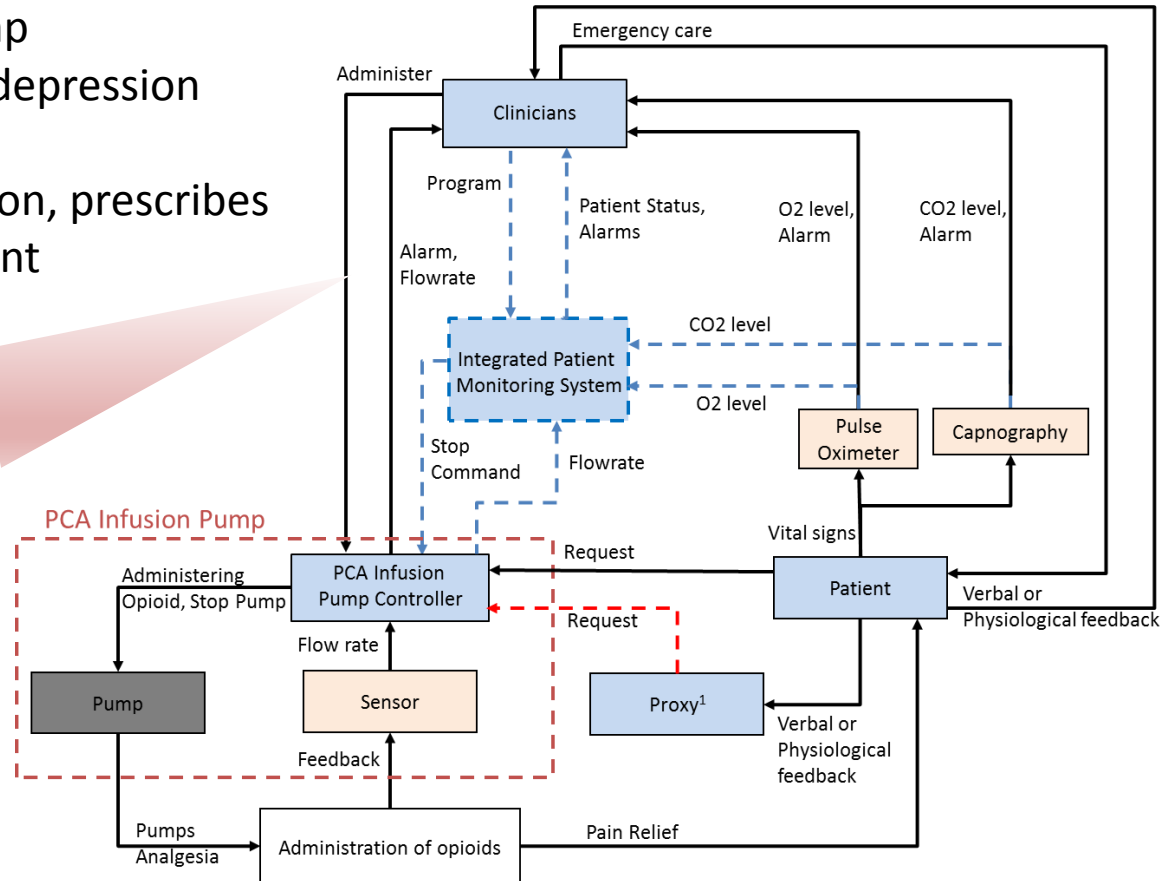 ap
depression
on, prescribes
nt
Emergency care
Administer
Clinicians
Program
Patient Status,
Alarms
O2 level,
Alarm
CO2 level,
Alarm
Alarm,
Flowrate
CO2 level
Integrated Patient
Monitoring System
O2 level
Pulse
Oximeter
Capnography
Stop
Command
Flowrate
PCA Infusion Pump
Vital signs
Request
Administering
Opioid, Stop Pump
PCA Infusion
Pump Controller
Patient
Verbal or
Physiological feedback
Request
Flow rate
Pump
Sensor
Proxy1
Verbal or
Physiological
feedback
Feedback
Pumps
Analgesia
Administration of opioids
Pain Relief